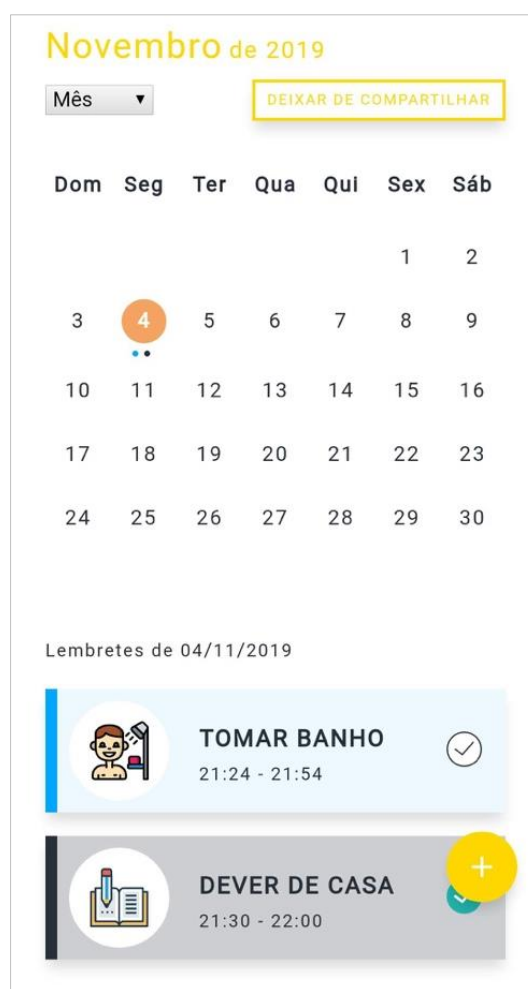 Novembro de 2019
Mês
DEIXAR DE COMPARTILHAR
Dom Seg Ter Qua Qui Sex Sáb
1 2
3 4 5 6 7 8 9
10 11 12 13 14 15 16
17 18 19 20 21 22 23
24 25 26 27 28 29 30
Lembretes de 04/11/2019
TOMAR BANHO
21:24 - 21:54
DEVER DE CASA
21:30 - 22:00